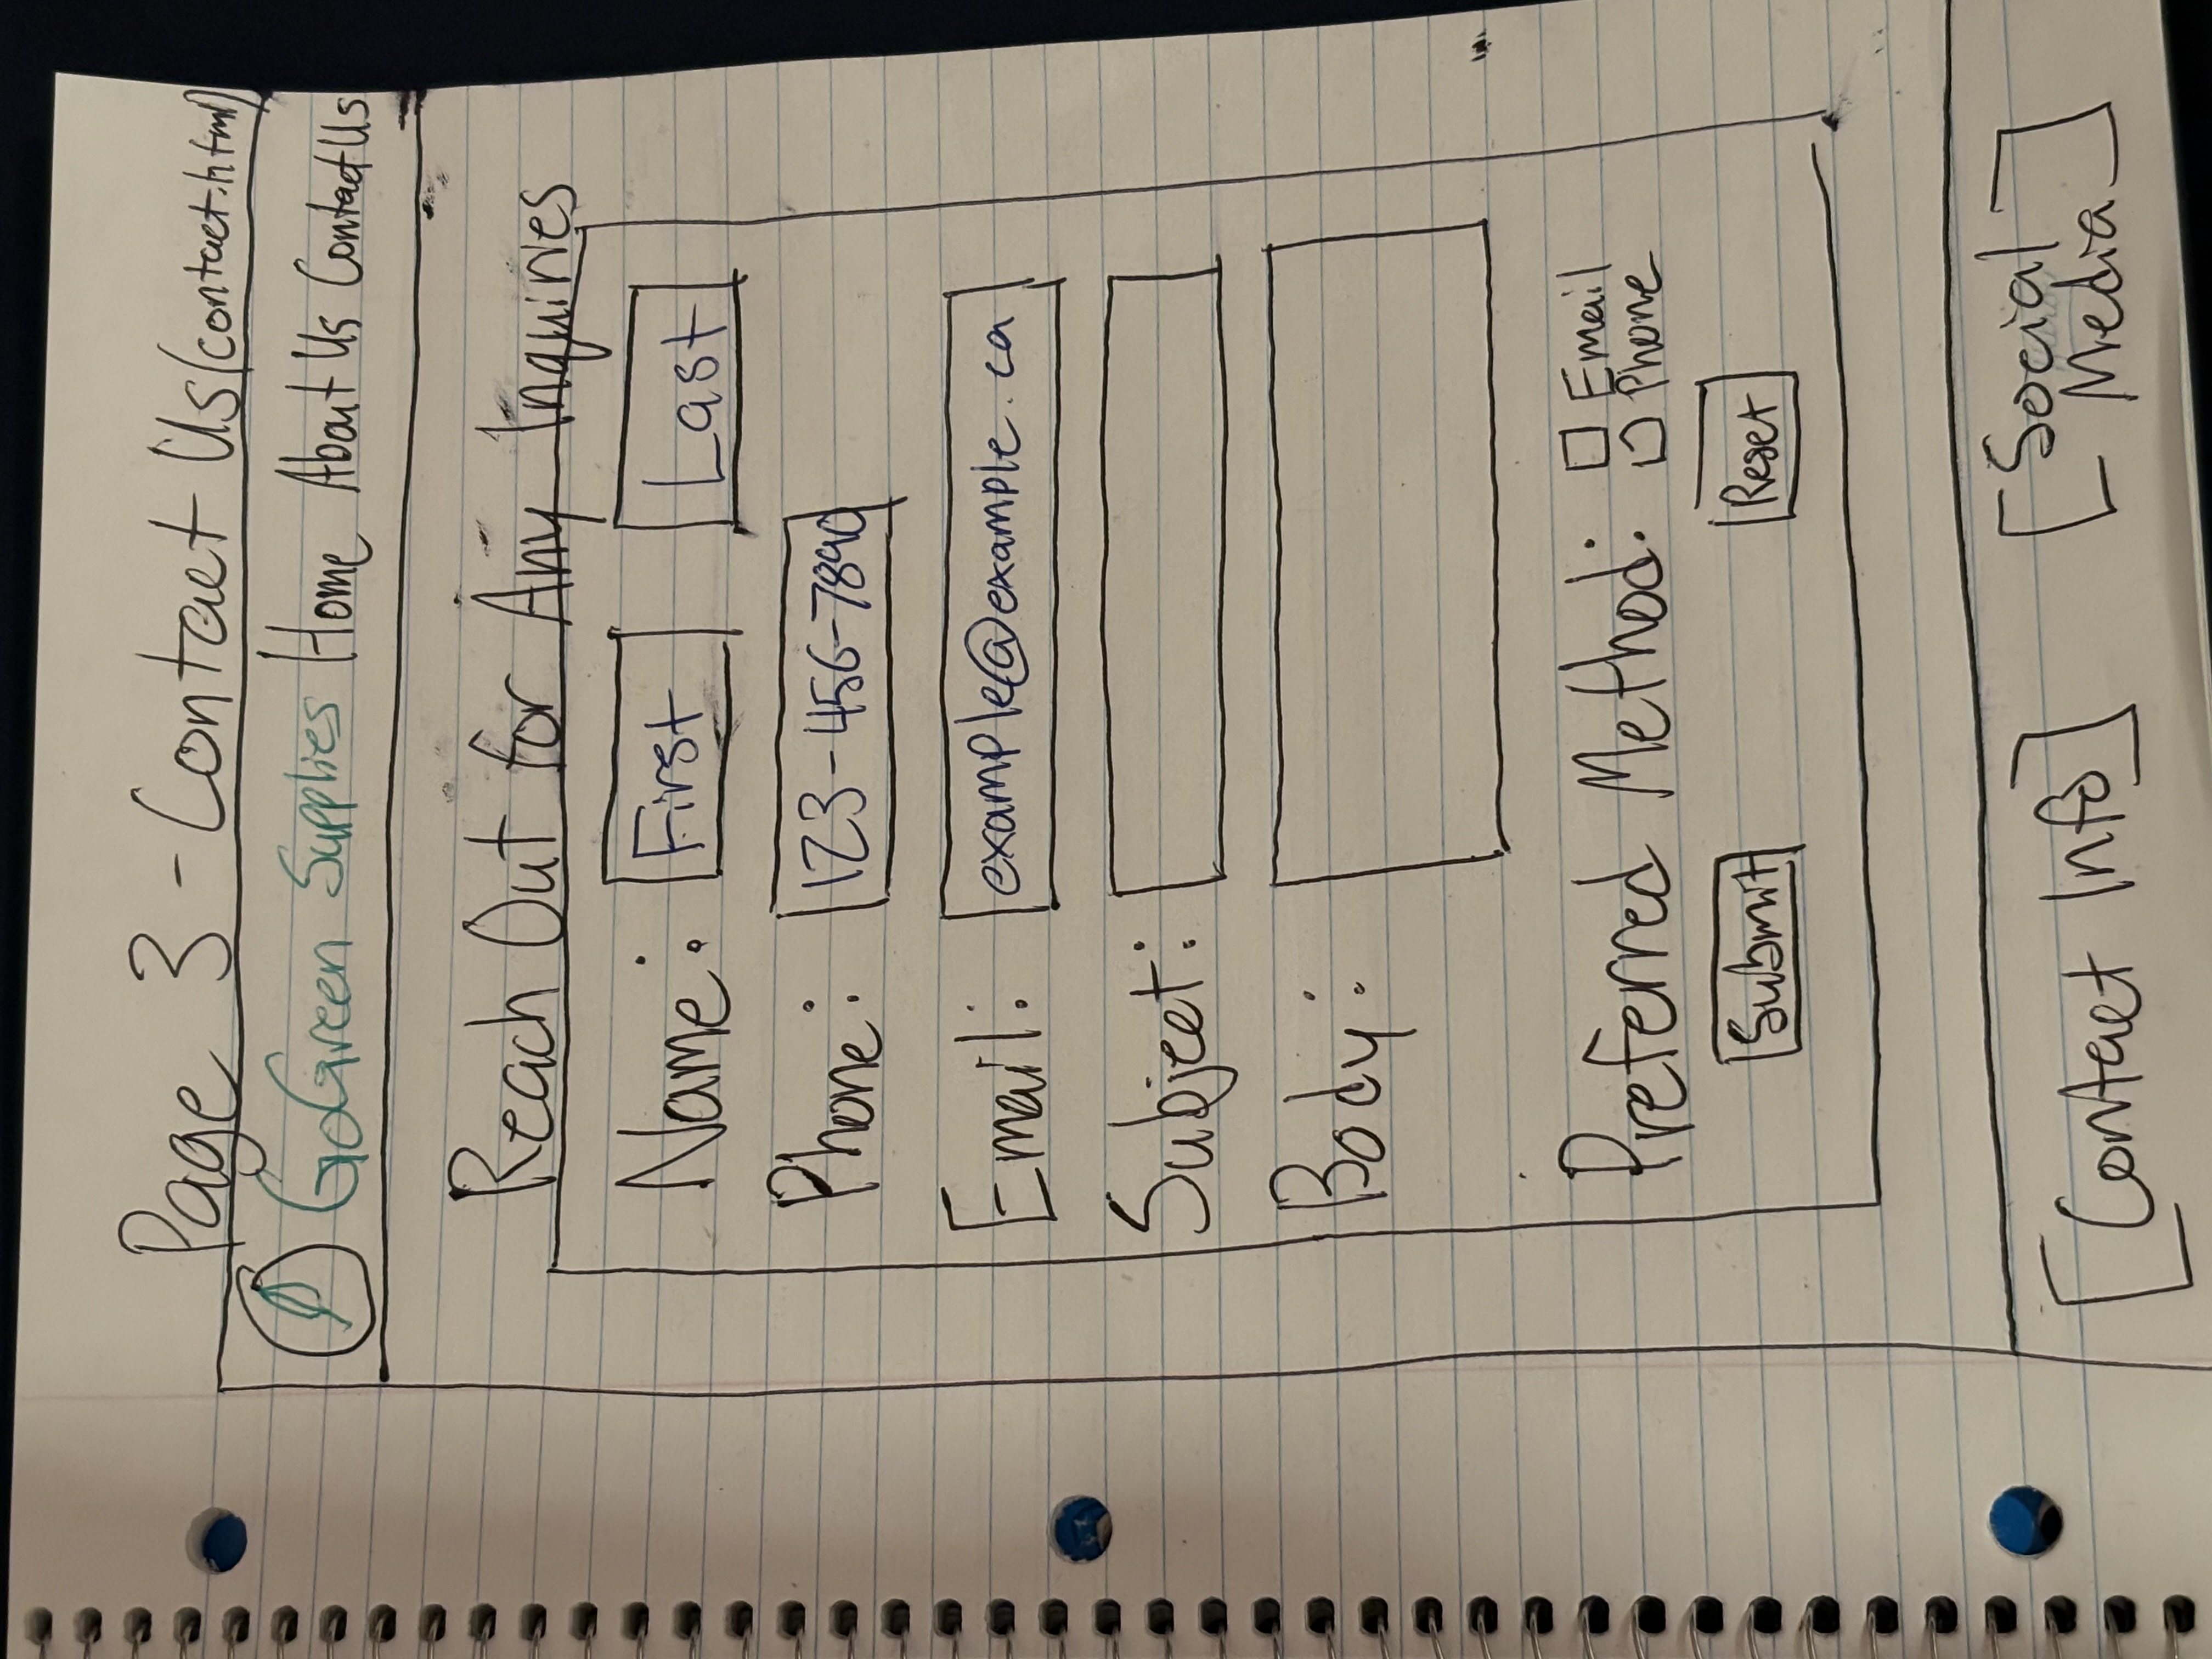 Page 3 - Contact Us (contact.html)
GoGreen Supplies Home About Us Contact Us
Reach Out for Any Inquiries
Name: First Last
Phone: 123-456-7890
Email: example@example.ca
Subject:
Body:
Preferred Method: Email
Phone
Submit Reset
[Contact Info] [Social
Media]